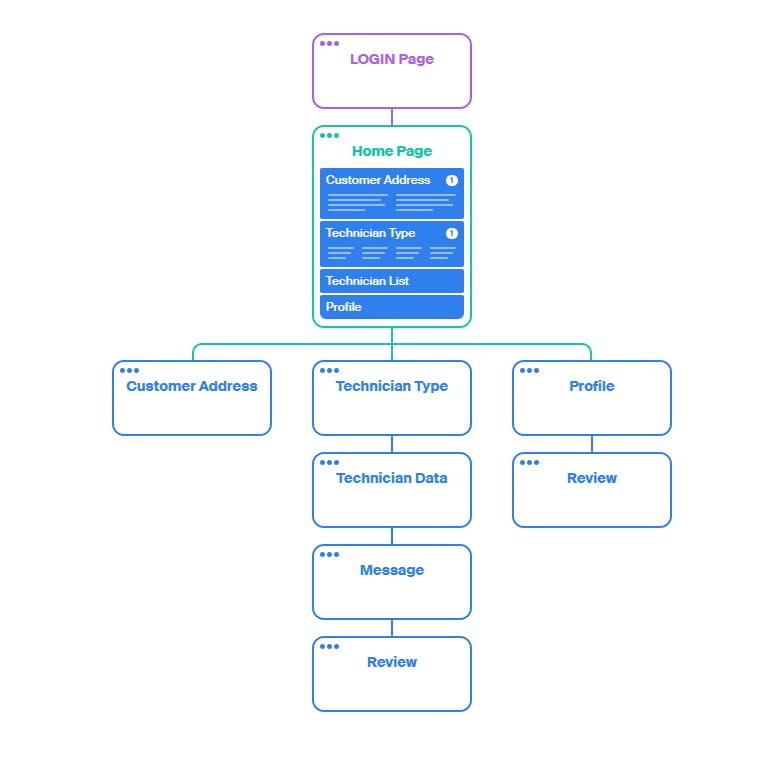 LOGIN Page
Home Page
Customer Address 1
Technician Type 1
Technician List
Profile
Customer Address
Technician Type
Profile
Technician Data
Review
Message
Review